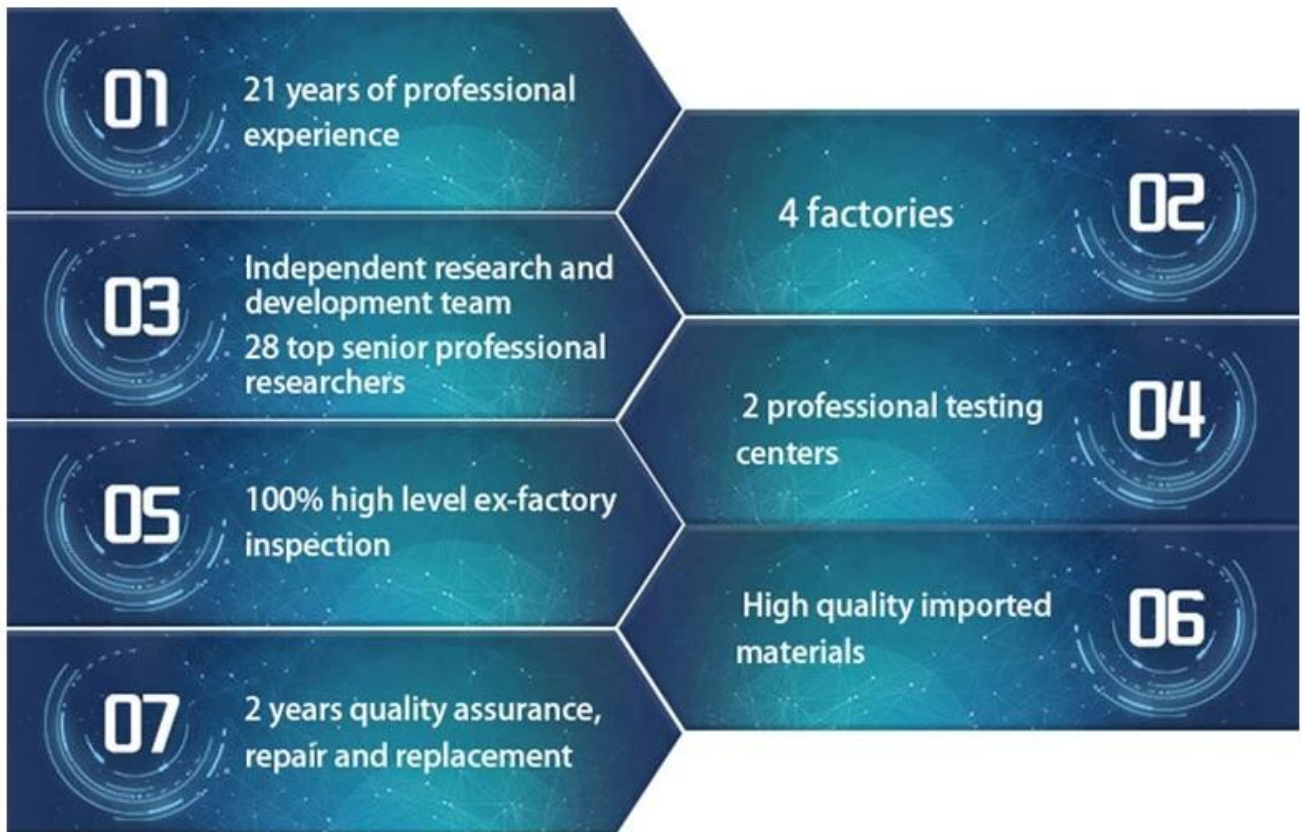 01
21 years of professional
experience
02
4 factories
03
Independent research and
development team
28 top senior professional
researchers
04
2 professional testing
centers
05
100% high level ex-factory
inspection
06
High quality imported
materials
07
2 years quality assurance,
repair and replacement